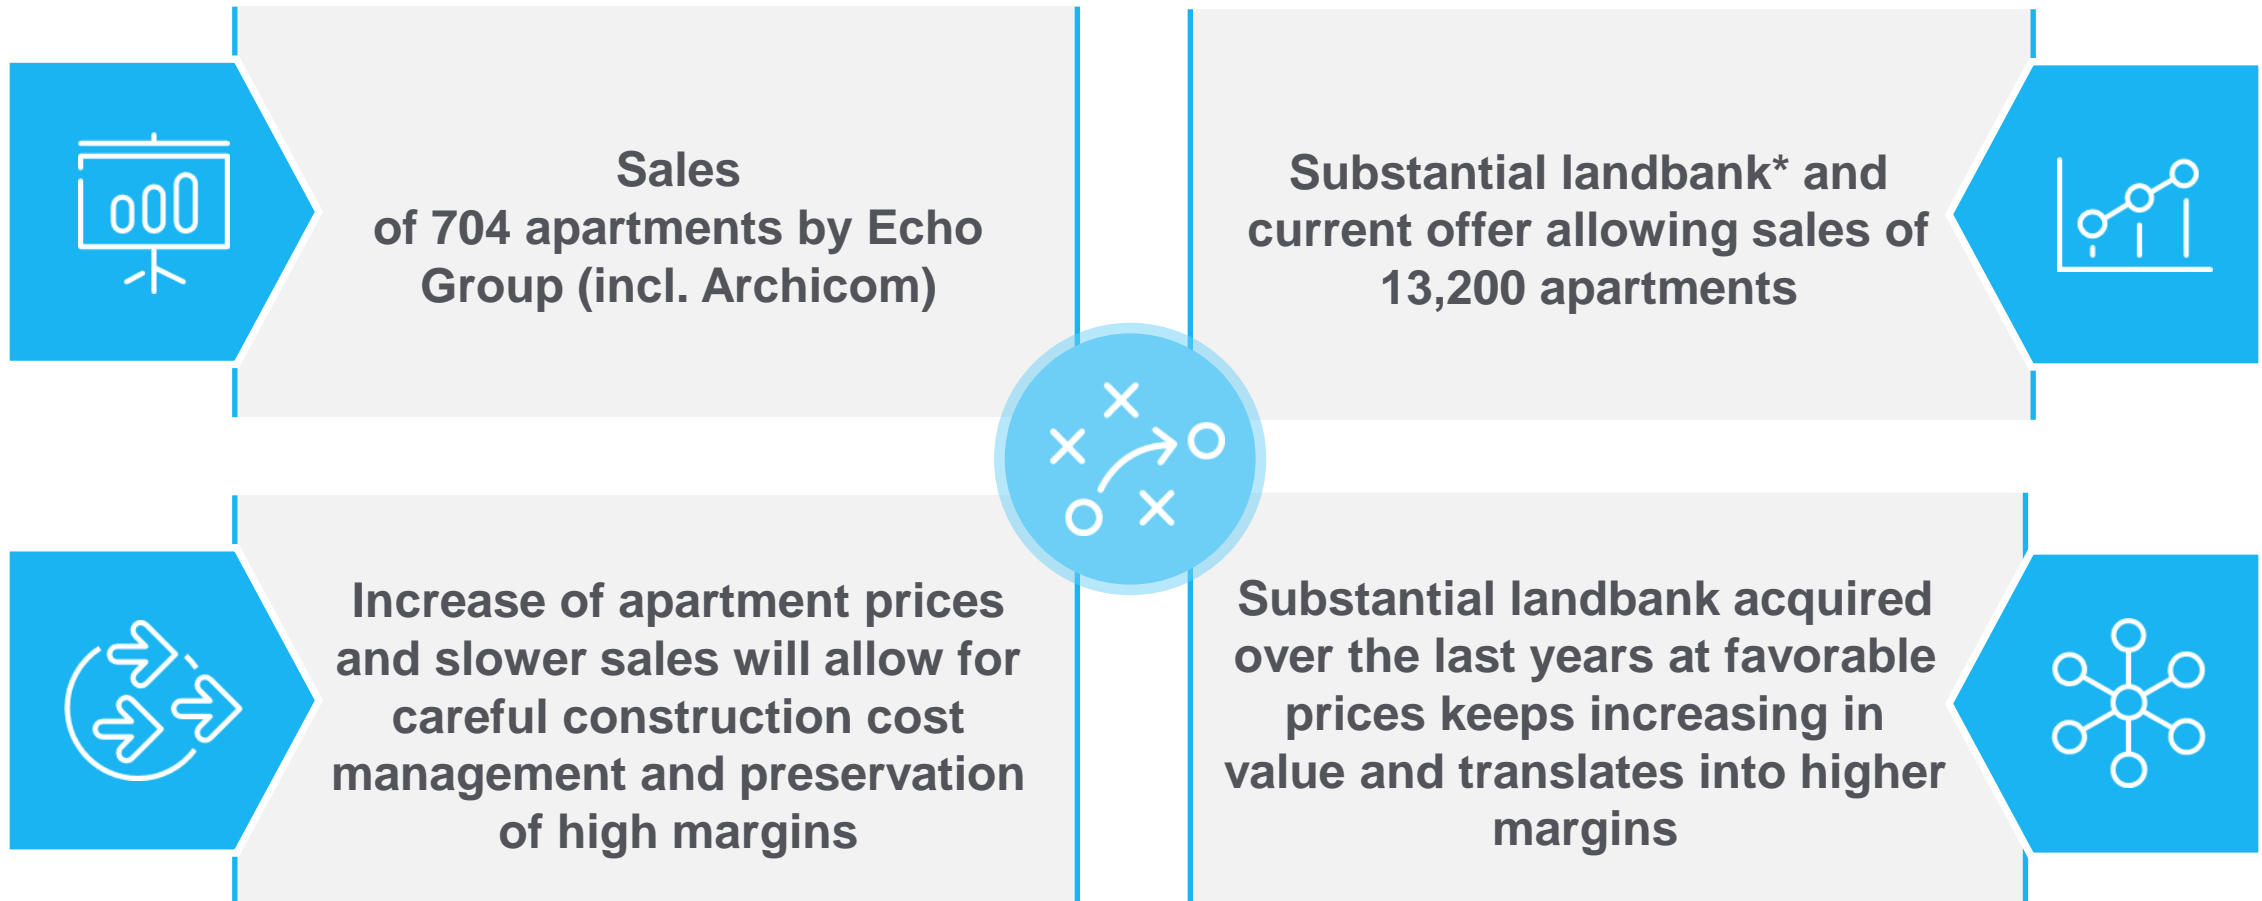 Sales
of 704 apartments by Echo
Group (incl. Archicom)
Substantial landbank* and
current offer allowing sales of
13,200 apartments
Increase of apartment prices
and slower sales will allow for
careful construction cost
management and preservation
of high margins
Substantial landbank acquired
over the last years at favorable
prices keeps increasing in
value and translates into higher
margins